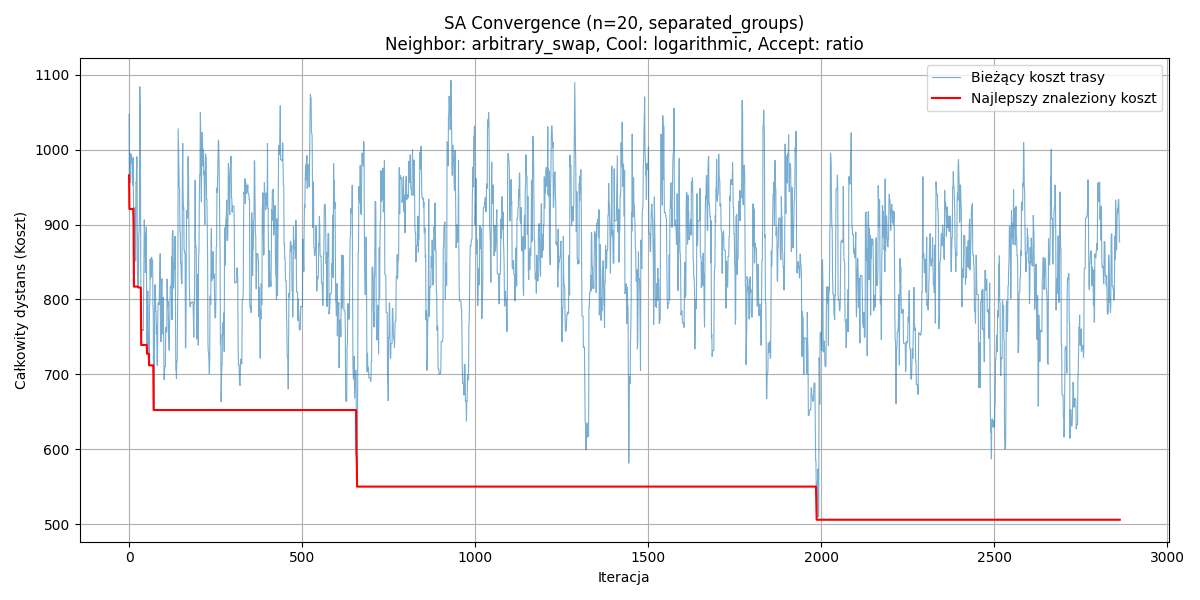 SA Convergence (n=20, separated_groups)
Neighbor: arbitrary_swap, Cool: logarithmic, Accept: ratio
Bieżący koszt trasy
Najlepszy znaleziony koszt
Całkowity dystans (Koszt)
1100
1000
900
800
700
600
500
0
500
1000
1500
2000
2500
3000
Iteracja